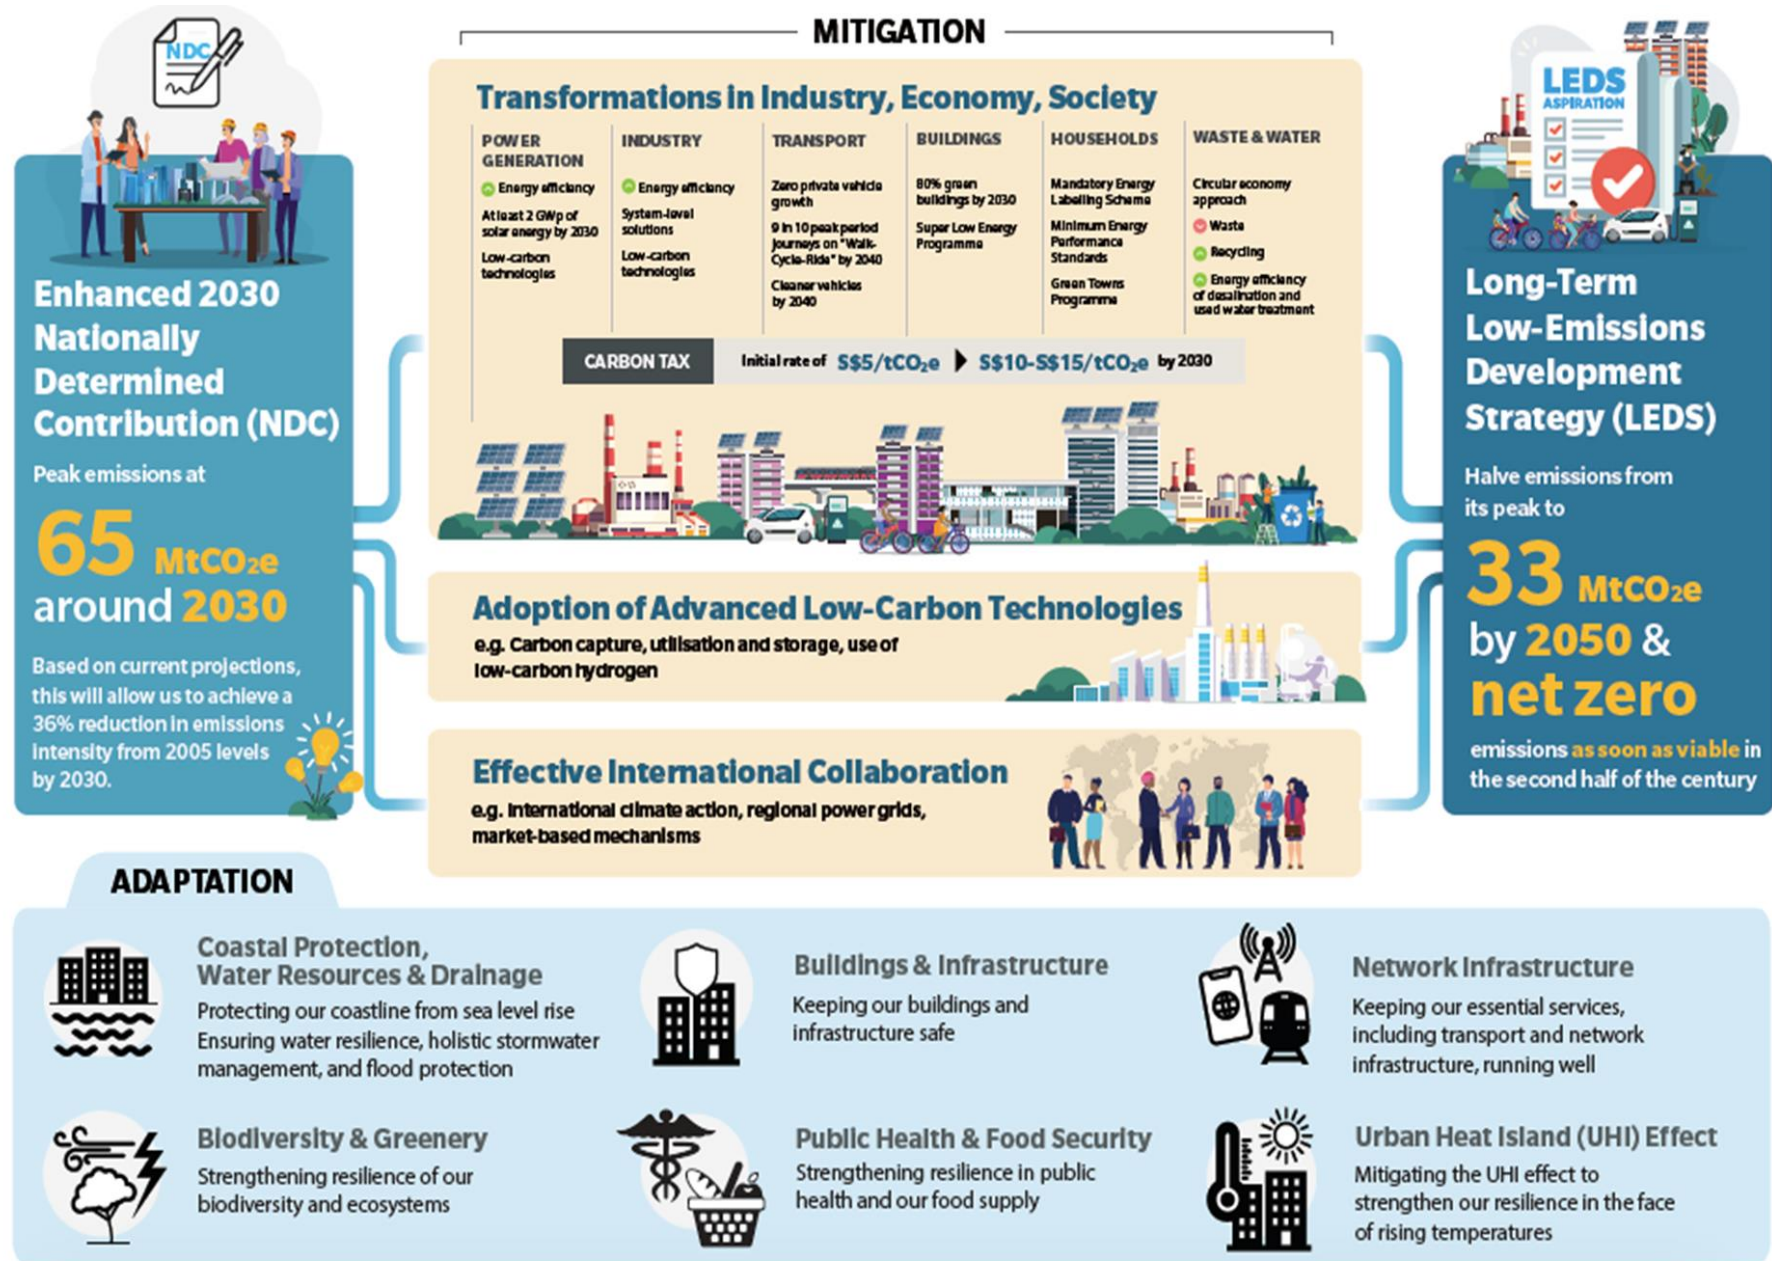 MITIGATION
NDC
Enhanced 2030
Nationally
Determined
Contribution (NDC)
Peak emissions at
65 MtCO₂e
around 2030
Based on current projections,
this will allow us to achieve a
36% reduction in emissions
intensity from 2005 levels
by 2030.
Transformations in Industry, Economy, Society
POWER
GENERATION
Energy efficiency
At least 2 GWp of
solar energy by 2030
Low-carbon
technologies
INDUSTRY
Energy efficiency
System-level
solutions
Low-carbon
technologies
TRANSPORT
Zero private vehicle
growth
9 in 10 peak period
journeys on "Walk-
Cycle-Ride" by 2040
Cleaner vehicles
by 2040
BUILDINGS
80% green
buildings by 2030
Super Low Energy
Programme
HOUSEHOLDS
Mandatory Energy
Labelling Scheme
Minimum Energy
Performance
Standards
Green Towns
Programme
WASTE & WATER
Circular economy
approach
Waste
Recycling
Energy efficiency
of desalination and
used water treatment
CARBON TAX
Initial rate of S$5/tCO₂e S$10-S$15/tCO₂e by 2030
Adoption of Advanced Low-Carbon Technologies
e.g. Carbon capture, utilisation and storage, use of
low-carbon hydrogen
Effective International Collaboration
e.g. International climate action, regional power grids,
market-based mechanisms
LEDS
ASPIRATION
Long-Term
Low-Emissions
Development
Strategy (LEDS)
Halve emissions from
its peak to
33 MtCO₂e
by 2050 &
net zero
emissions as soon as viable in
the second half of the century
ADAPTATION
Coastal Protection,
Water Resources & Drainage
Protecting our coastline from sea level rise
Ensuring water resilience, holistic stormwater
management, and flood protection
Buildings & Infrastructure
Keeping our buildings and
infrastructure safe
Network Infrastructure
Keeping our essential services,
including transport and network
infrastructure, running well
Biodiversity & Greenery
Strengthening resilience of our
biodiversity and ecosystems
Public Health & Food Security
Strengthening resilience in public
health and our food supply
Urban Heat Island (UHI) Effect
Mitigating the UHI effect to
strengthen our resilience in the face
of rising temperatures